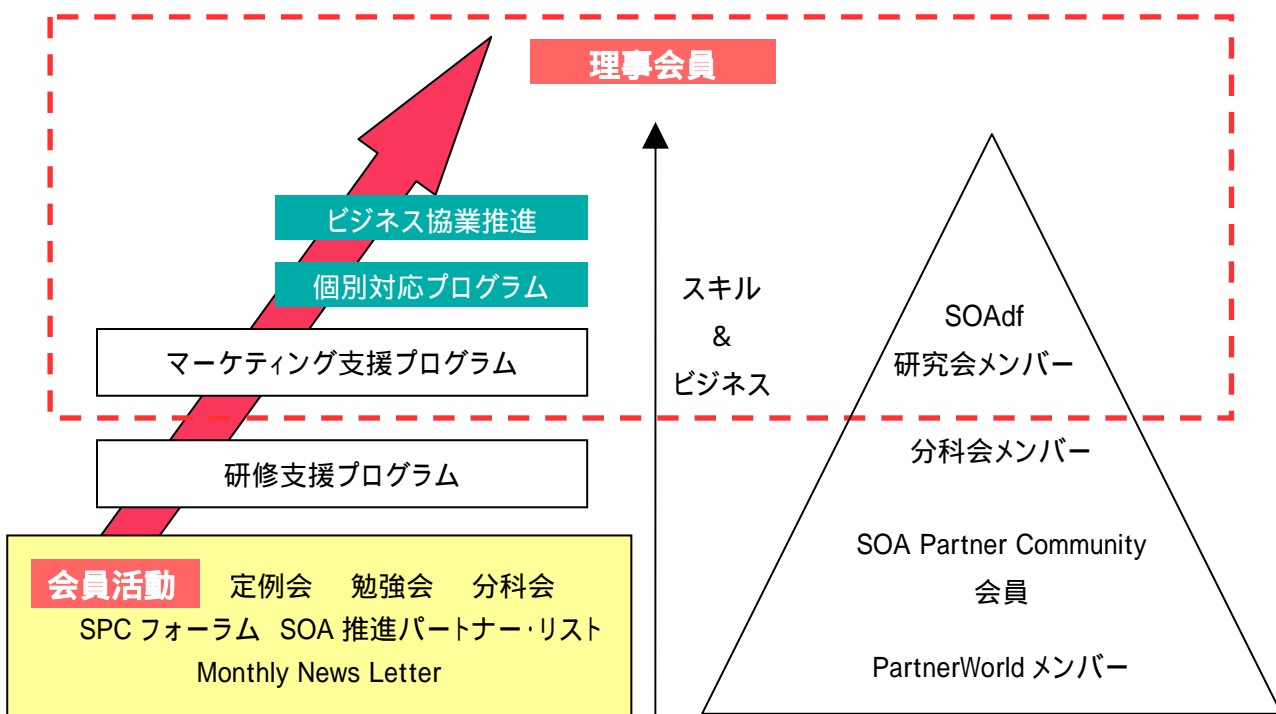 理事会員
ビジネス協業推進
個別対応プログラム
マーケティング支援プログラム
研修支援プログラム
会員活動 定例会 勉強会 分科会
SPC フォーラム SOA 推進パートナー・リスト
Monthly News Letter
スキル
&
ビジネス
SOAdf
研究会メンバー
分科会メンバー
SOA Partner Community
会員
PartnerWorld メンバー